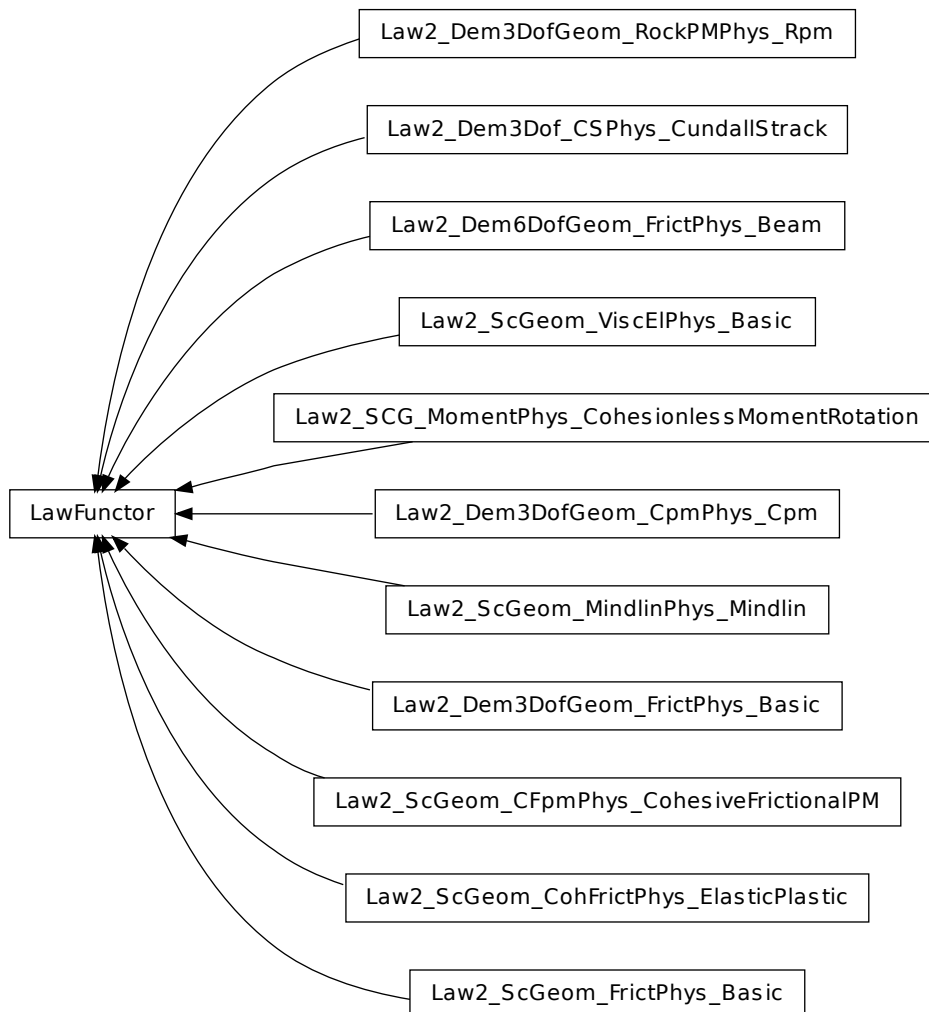 Law2_Dem3DofGeom_RockPMPhys_Rpm
Law2_Dem3Dof_CSPhys_CundallStrack
Law2_Dem6DofGeom_FrictPhys_Beam
Law2_ScGeom_ViscElPhys_Basic
Law2_SCG_MomentPhys_CohesionlessMomentRotation
LawFunctor
Law2_Dem3DofGeom_CpmPhys_Cpm
Law2_ScGeom_MindlinPhys_Mindlin
Law2_Dem3DofGeom_FrictPhys_Basic
Law2_ScGeom_CFpmPhys_CohesiveFrictionalPM
Law2_ScGeom_CohFrictPhys_ElasticPlastic
Law2_ScGeom_FrictPhys_Basic